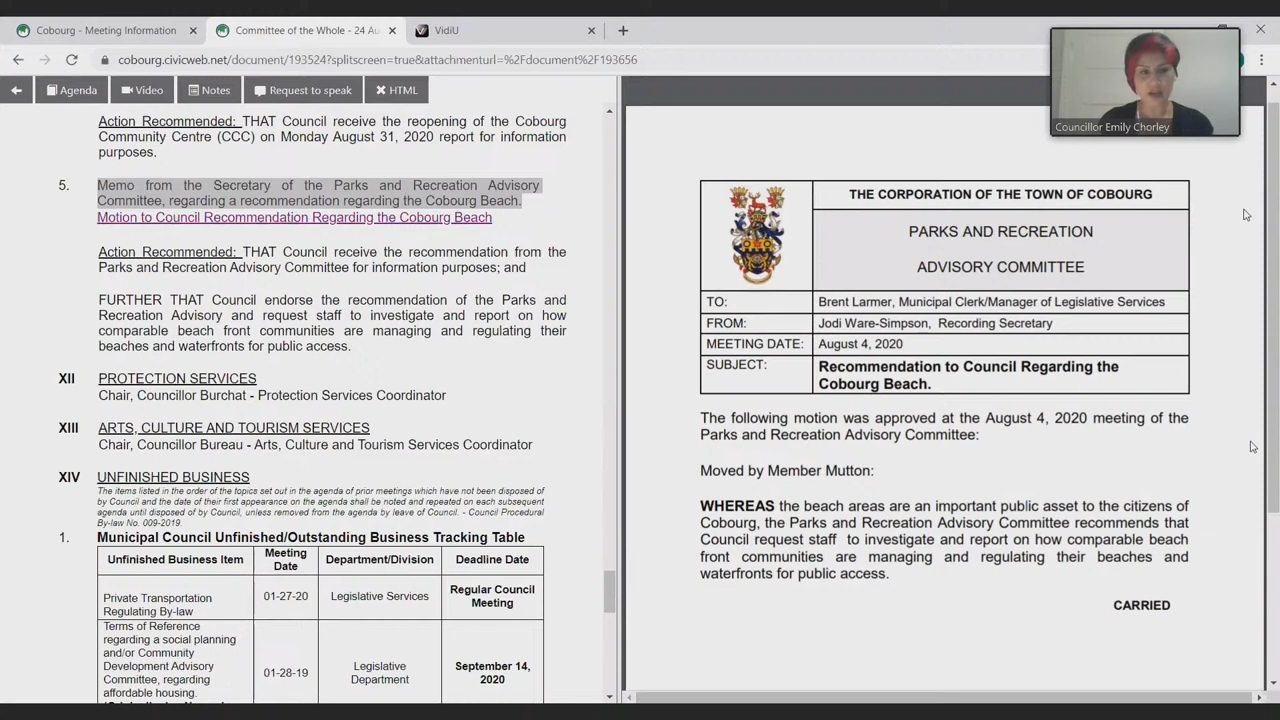 Cobourg - Meeting Information
Committee of the Whole - 24 Au
VidiU
cobourg.civicweb.net/document/193524?splitscreen=true&attachmenturl=%2Fdocument%2F193656
Agenda
Video
Notes
Request to speak
HTML
Action Recommended: THAT Council receive the reopening of the Cobourg
Community Centre (CCC) on Monday August 31, 2020 report for information
purposes.
5. Memo from the Secretary of the Parks and Recreation Advisory
Committee, regarding a recommendation regarding the Cobourg Beach.
Motion to Council Recommendation Regarding the Cobourg Beach
Action Recommended: THAT Council receive the recommendation from the
Parks and Recreation Advisory Committee for information purposes; and
FURTHER THAT Council endorse the recommendation of the Parks and
Recreation Advisory and request staff to investigate and report on how
comparable beach front communities are managing and regulating their
beaches and waterfronts for public access.
XII PROTECTION SERVICES
Chair, Councillor Burchat - Protection Services Coordinator
XIII ARTS, CULTURE AND TOURISM SERVICES
Chair, Councillor Bureau - Arts, Culture and Tourism Services Coordinator
XIV UNFINISHED BUSINESS
The items listed in the order of the topics set out in the agenda of prior meetings which have not been disposed of
by Council and the date of their first appearance on the agenda shall be noted and repeated on each subsequent
agenda until disposed of by Council, unless removed from the agenda by leave of Council. - Council Procedural
By-law No. 009-2019.
1. Municipal Council Unfinished/Outstanding Business Tracking Table
Unfinished Business Item
Meeting
Date
Department/Division
Deadline Date
Private Transportation
Regulating By-law
01-27-20
Legislative Services
Regular Council
Meeting
Terms of Reference
regarding a social planning
and/or Community
Development Advisory
Committee, regarding
affordable housing.
01-28-19
Legislative
Department
September 14,
2020
Councillor Emily Chorley
THE CORPORATION OF THE TOWN OF COBOURG
PARKS AND RECREATION
ADVISORY COMMITTEE
TO: Brent Larmer, Municipal Clerk/Manager of Legislative Services
FROM: Jodi Ware-Simpson, Recording Secretary
MEETING DATE: August 4, 2020
SUBJECT: Recommendation to Council Regarding the
Cobourg Beach.
The following motion was approved at the August 4, 2020 meeting of the
Parks and Recreation Advisory Committee:
Moved by Member Mutton:
WHEREAS the beach areas are an important public asset to the citizens of
Cobourg, the Parks and Recreation Advisory Committee recommends that
Council request staff to investigate and report on how comparable beach
front communities are managing and regulating their beaches and
waterfronts for public access.
CARRIED